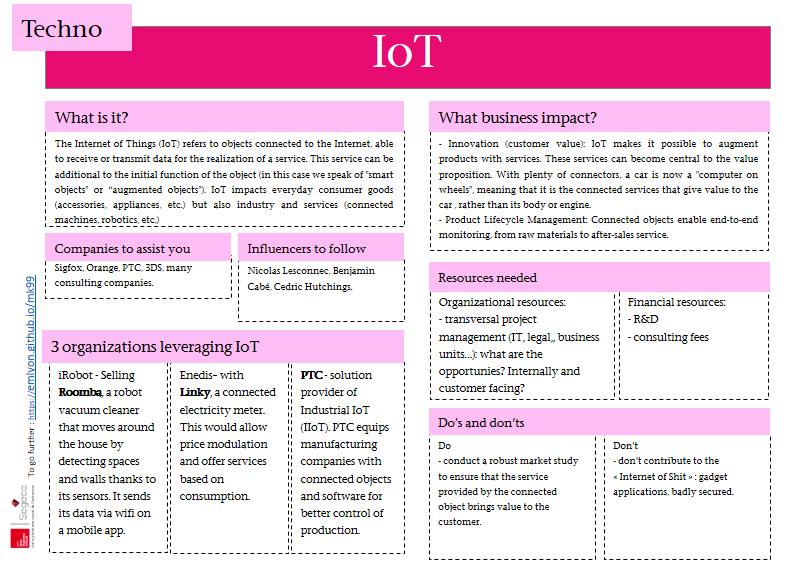 Techno
IoT
What is it?
The Internet of Things (IoT) refers to objects connected to the Internet, able
to receive or transmit data for the realization of a service. This service can be
additional to the initial function of the object (in this case we speak of "smart
objects" or "augmented objects"). IoT impacts everyday consumer goods
(accessories, appliances, etc.) but also industry and services (connected
machines, robotics, etc.)
Companies to assist you
Sigfox, Orange, PTC, 3DS, many
consulting companies.
Influencers to follow
Nicolas Lesconnec, Benjamin
Cabé, Cedric Hutchings.
3 organizations leveraging IoT
iRobot - Selling
Roomba, a robot
vacuum cleaner
that moves around
the house by
detecting spaces
and walls thanks to
its sensors. It sends
its data via wifi on
a mobile app.
Enedis– with
Linky, a connected
electricity meter.
This would allow
price modulation
and offer services
based on
consumption.
PTC - solution
provider of
Industrial IoT
(IIoT). PTC equips
manufacturing
companies with
connected objects
and software for
better control of
production.
What business impact?
- Innovation (customer value): IoT makes it possible to augment
products with services. These services can become central to the value
proposition. With plenty of connectors, a car is now a "computer on
wheels", meaning that it is the connected services that give value to the
car , rather than its body or engine.
- Product Lifecycle Management: Connected objects enable end-to-end
monitoring, from raw materials to after-sales service.
Resources needed
Organizational resources:
- transversal project
management (IT, legal,, business
units...): what are the
opportunies? Internally and
customer facing?
Financial resources:
- R&D
- consulting fees
Do's and don'ts
Do
- conduct a robust market study
to ensure that the service
provided by the connected
object brings value to the
customer.
Don't
- don't contribute to the
« Internet of Shit » : gadget
applications, badly secured.
To go further : https://emlyon.github.io/mk99
Segeco